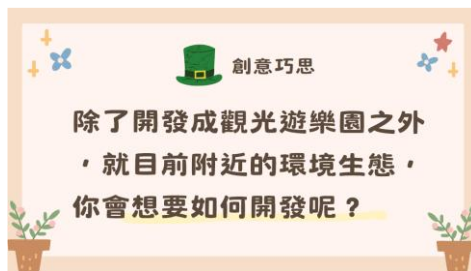 創意巧思
除了開發成觀光遊樂園之外
，就目前附近的環境生態，
你會想要如何開發呢？